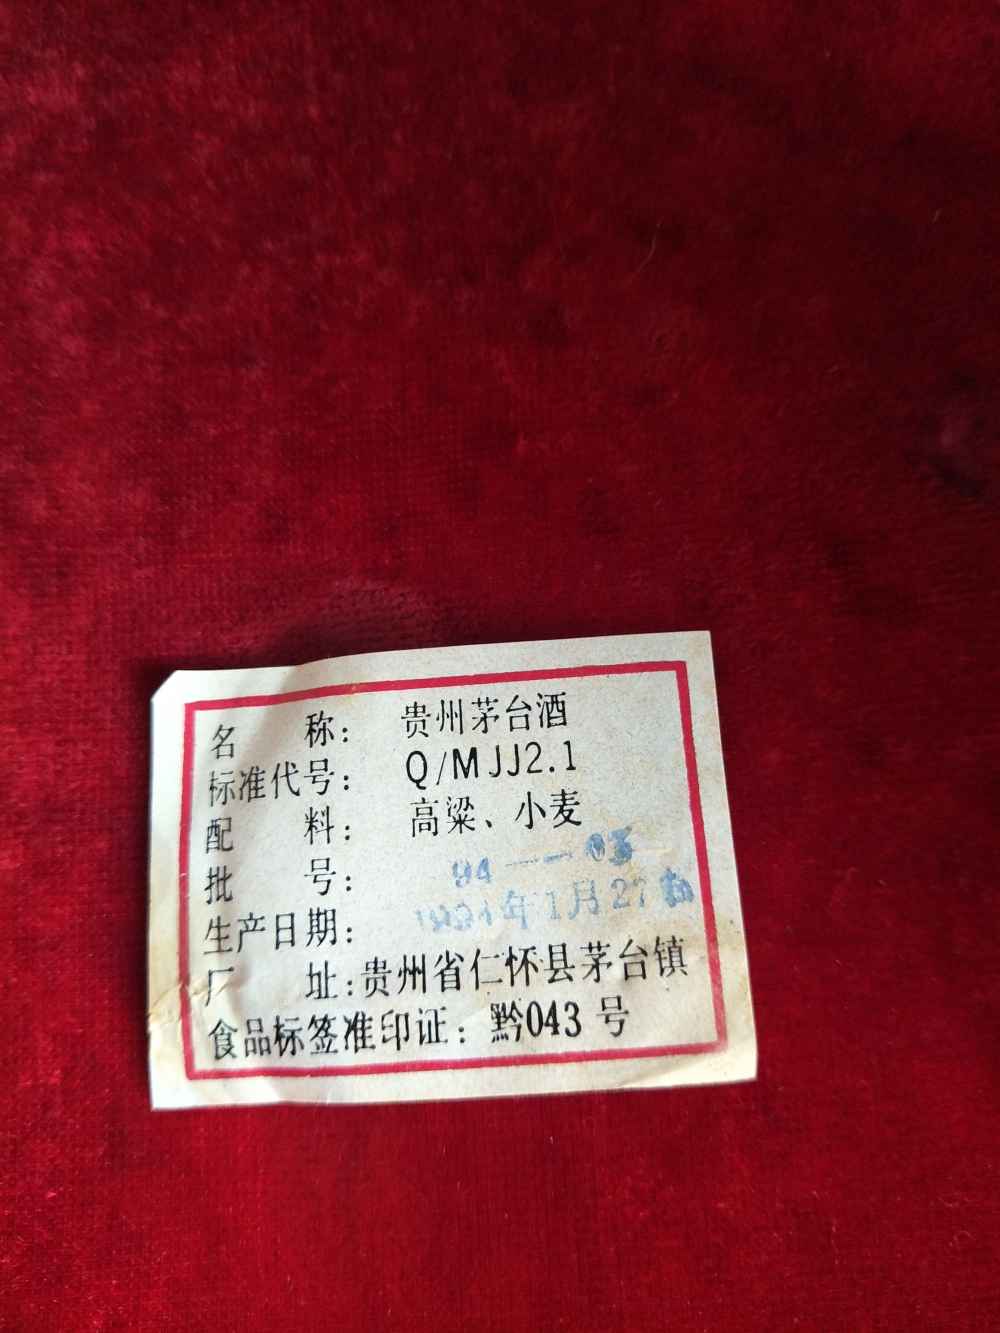 名 称： 贵州茅台酒
标准代号： Q/MJJ2.1
配 料： 高粱、小麦
批 号： 94——03
生产日期： 1994年1月27日
厂 址：贵州省仁怀县茅台镇
食品标签准印证：黔043号